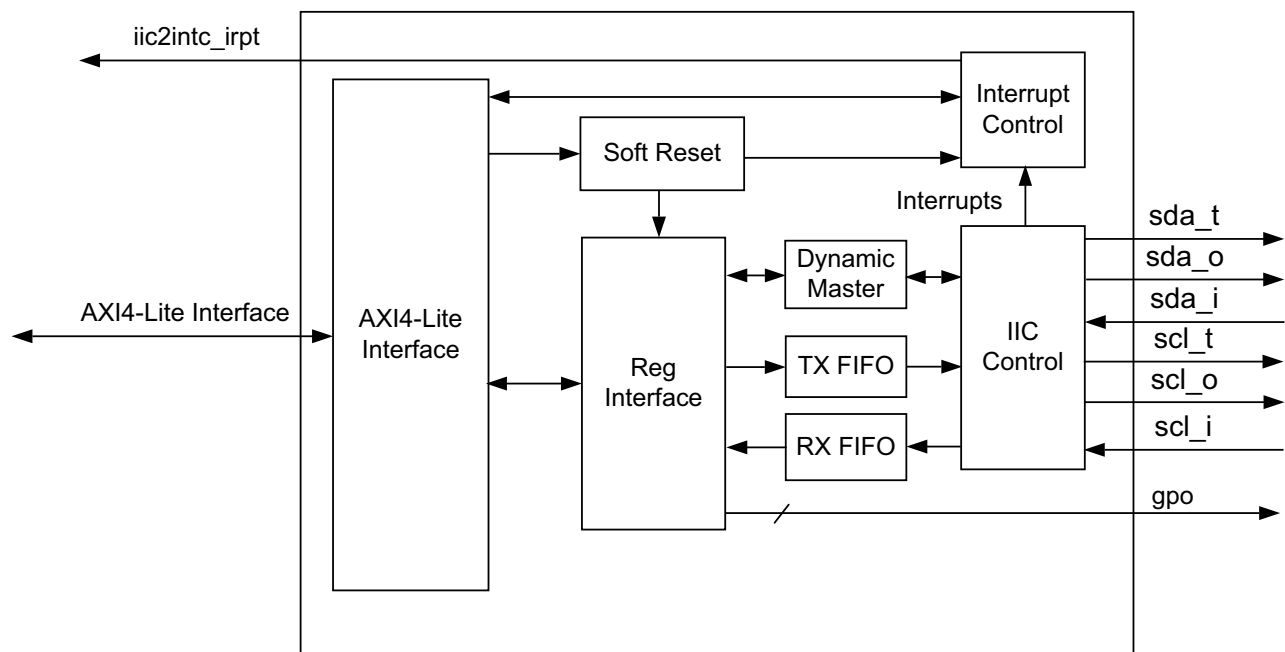 iic2intc_irpt
Interrupt
Control
Soft Reset
Interrupts
sda_t
Dynamic
Master
sda_o
AXI4-Lite Interface
AXI4-Lite
Interface
sda_i
IIC
Control
scl_t
Reg
Interface
TX FIFO
scl_o
RX FIFO
scl_i
gpo